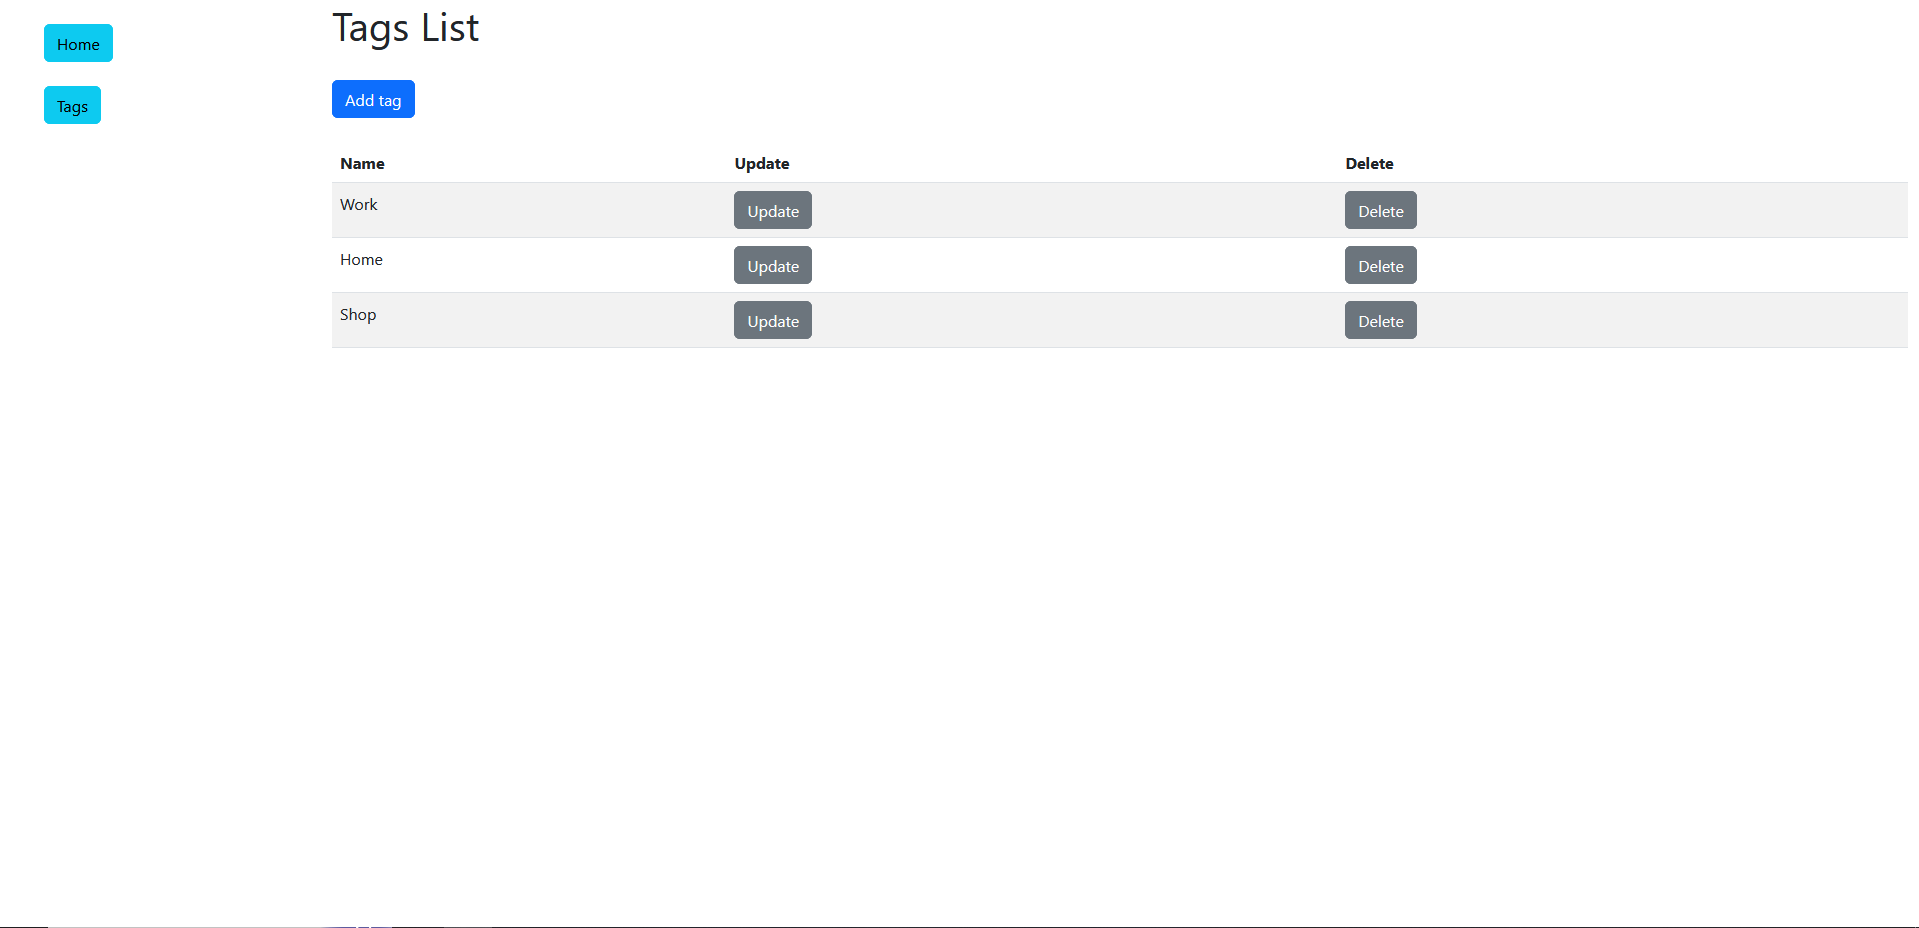 Home
Tags
Tags List
Add tag
Name Update Delete
Work Update Delete
Home Update Delete
Shop Update Delete